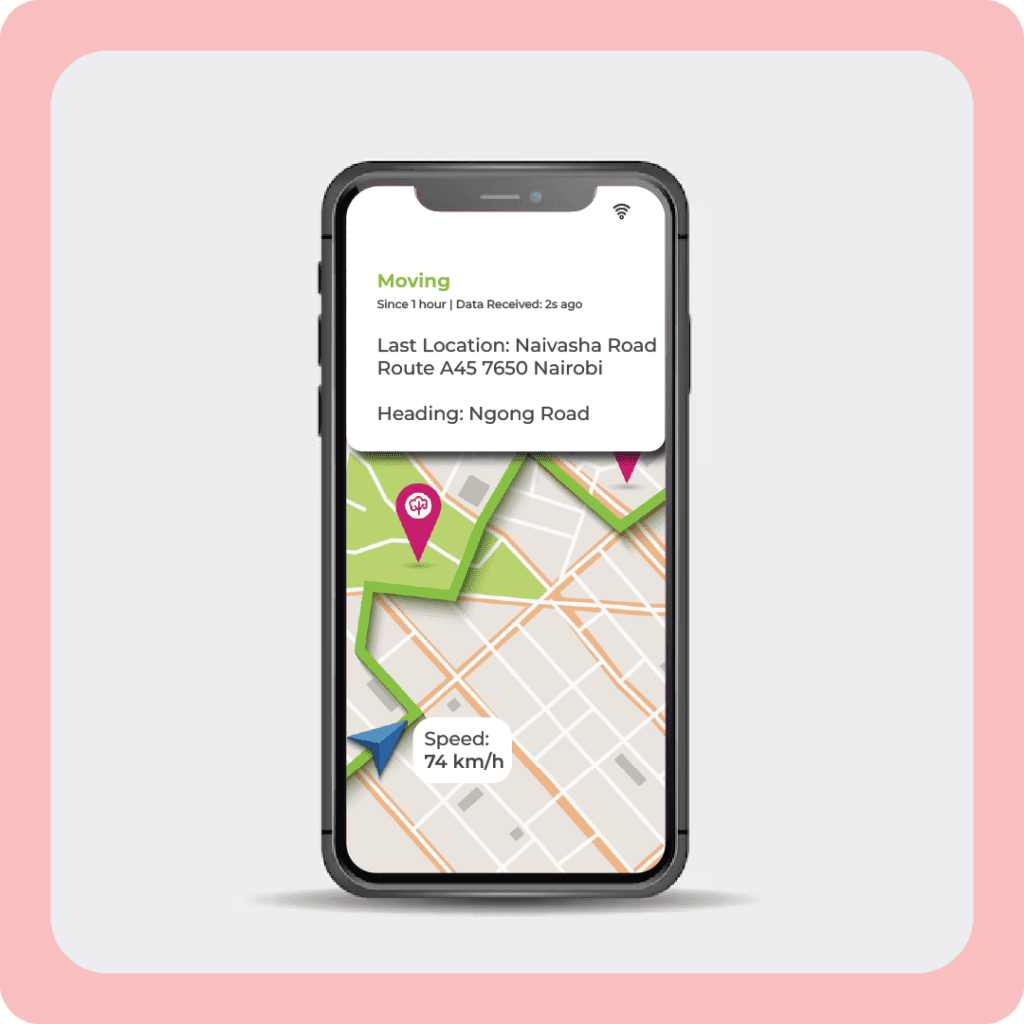 Moving
Since 1 hour | Data Received: 2s ago
Last Location: Naivasha Road
Route A45 7650 Nairobi
Heading: Ngong Road
Speed:
74 km/h